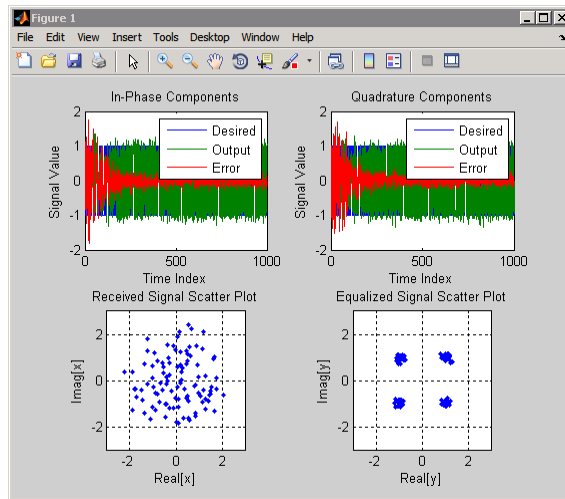 Figure 1
File Edit View Insert Tools Desktop Window Help
In-Phase Components
2
1
0
-1
-2
Signal Value
Desired
Output
Error
0 500 1000
Time Index
Quadrature Components
2
1
0
-1
-2
Signal Value
Desired
Output
Error
0 500 1000
Time Index
Received Signal Scatter Plot
2
0
-2
Imag[x]
-2 0 2
Real[x]
Equalized Signal Scatter Plot
2
0
-2
Imag[y]
-2 0 2
Real[y]